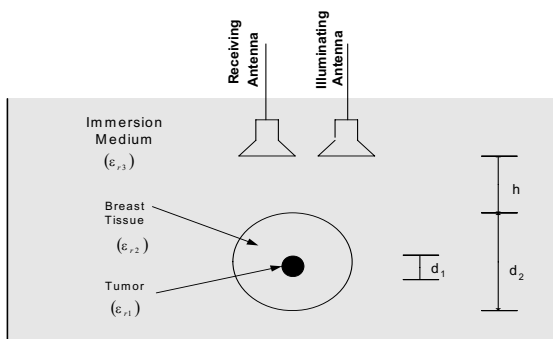 Receiving
Antenna
Illuminating
Antenna
Immersion
Medium
(εr3)
h
Breast
Tissue
(εr2)
d1
d2
Tumor
(εr1)